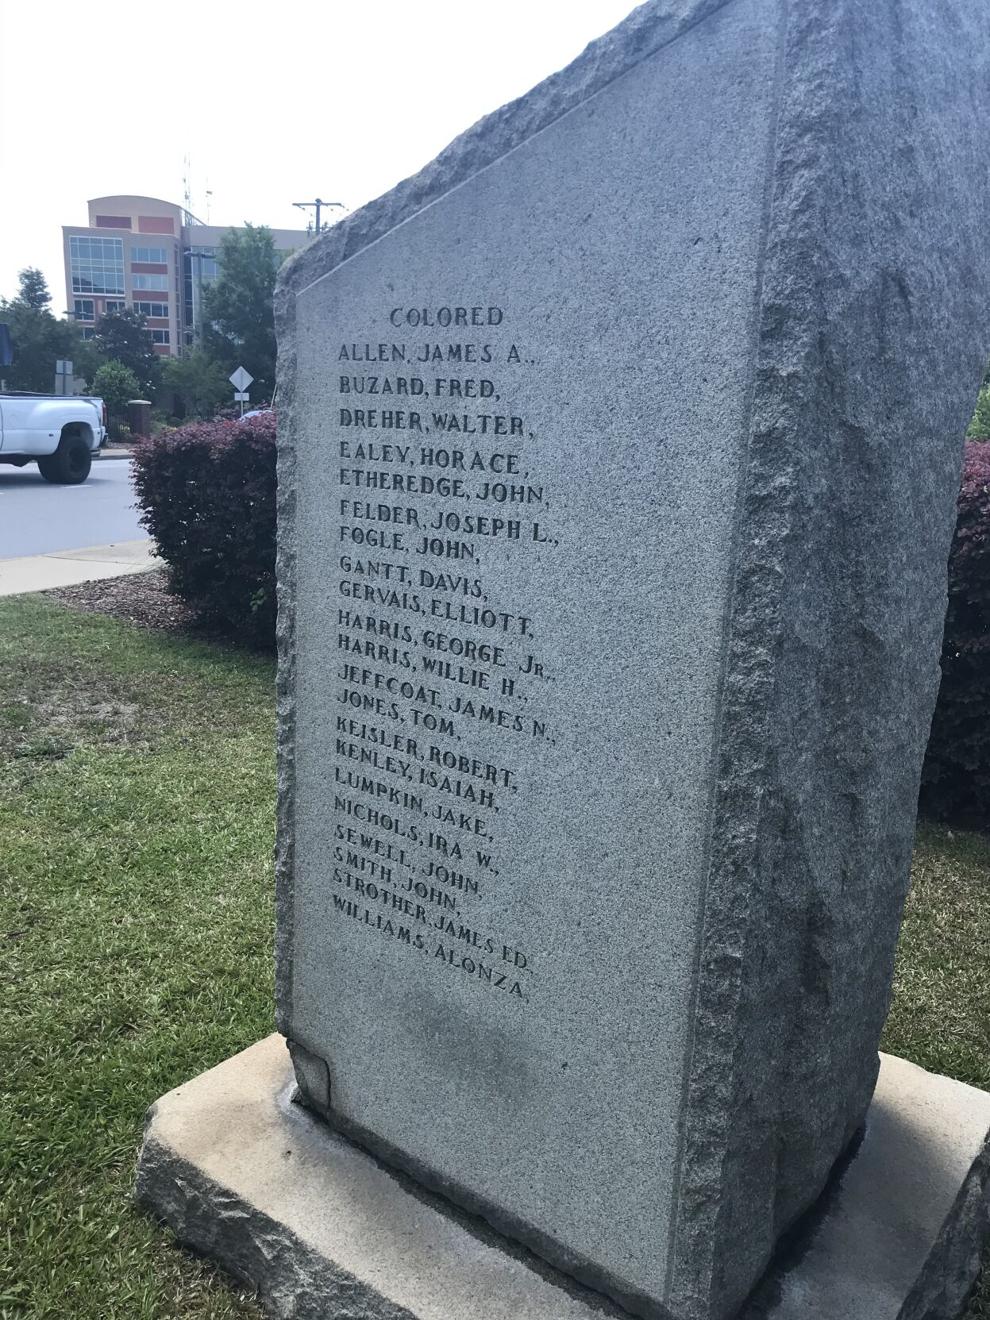 COLORED
ALLEN, JAMES A.,
BUZARD, FRED,
DREHER, WALTER,
EALEY, HORACE,
ETHEREDGE, JOHN,
FELDER, JOSEPH L.,
FOGLE, JOHN,
GANTT, DAVIS,
GERVAIS, ELLIOTT,
HARRIS, GEORGE Jr.,
HARRIS, WILLIE H.,
JEFFCOAT, JAMES N.,
JONES, TOM,
KEISLER, ROBERT,
KENLEY, ISAIAH,
LUMPKIN, JAKE,
NICHOLS, IRA W.,
SEWELL, JOHN,
SMITH, JOHN,
STROTHER, JAMES ED.
WILLIAMS, ALONZA,